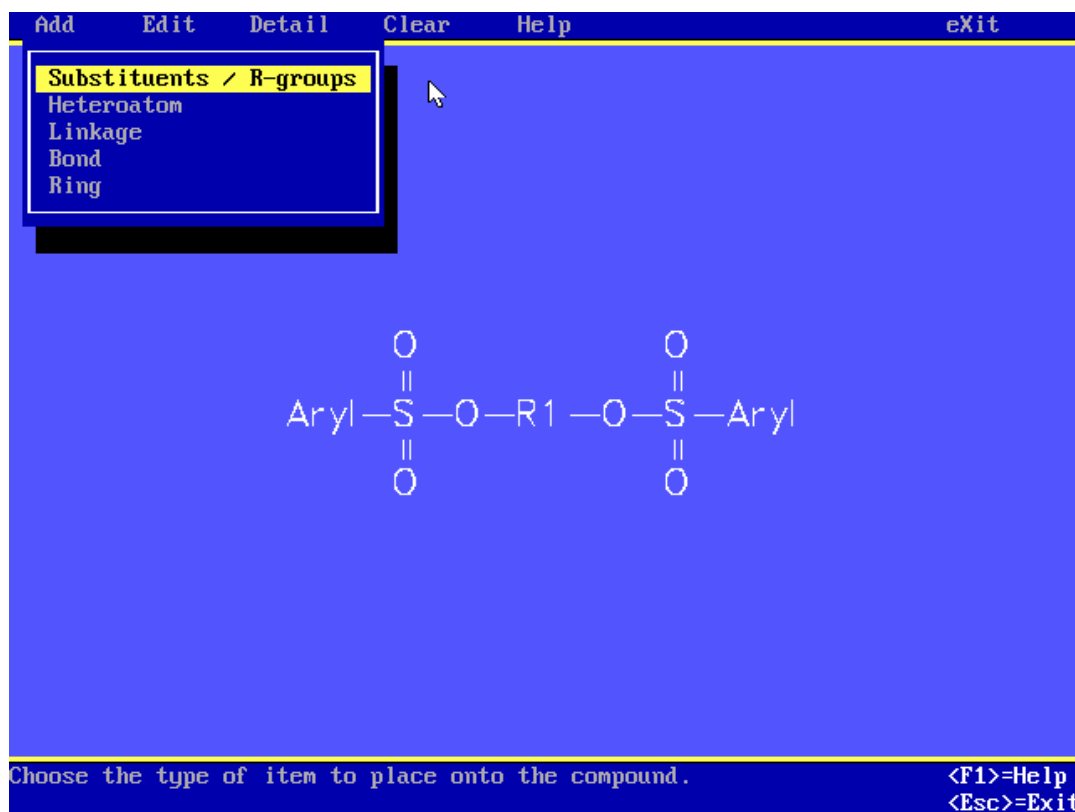 Add Edit Detail Clear Help eXit
Substituents / R-groups
Heteroatom
Linkage
Bond
Ring
O O
Aryl—S—O—R1—O—S—Aryl
O O
Choose the type of item to place onto the compound. <F1>=Help
<Esc>=Exit